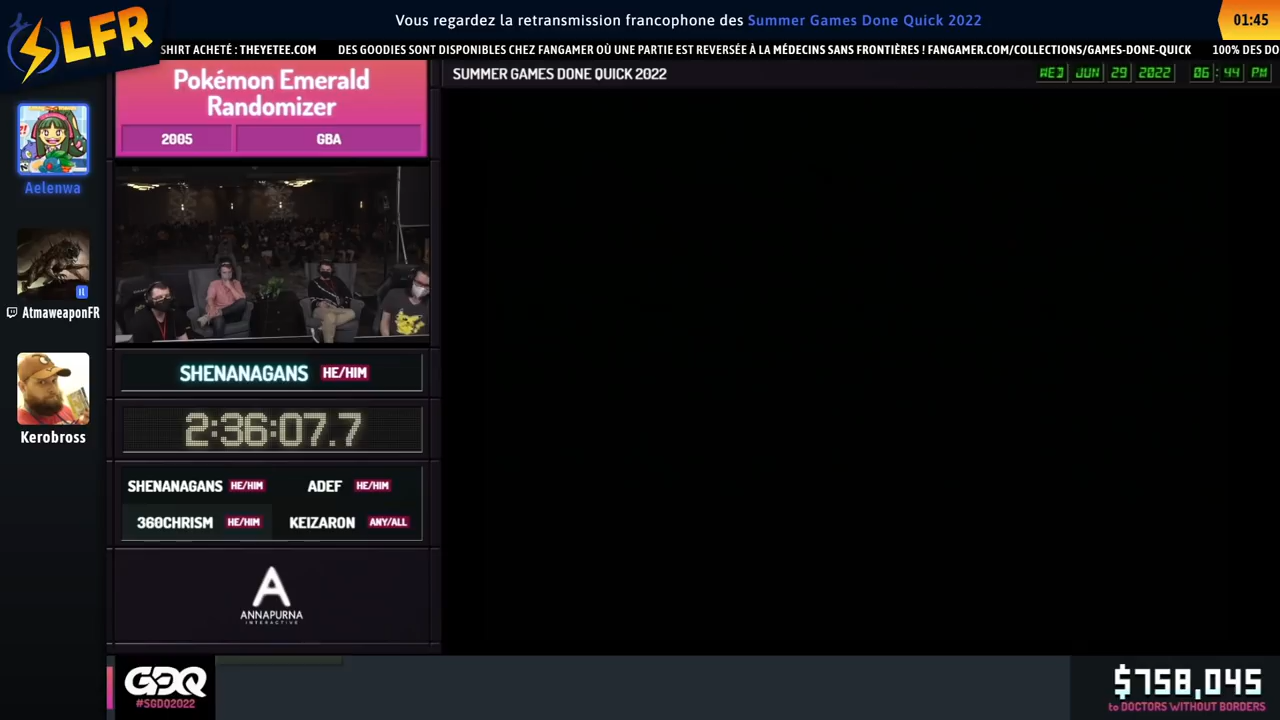 LFR
Vous regardez la retransmission francophone des Summer Games Done Quick 2022
01:45
SHIRT ACHETÉ : THEYETEE.COM DES GOODIES SONT DISPONIBLES CHEZ FANGAMER OÙ UNE PARTIE EST REVERSÉE À LA MÉDECINS SANS FRONTIÈRES ! FANGAMER.COM/COLLECTIONS/GAMES-DONE-QUICK 100% DES DO
Pokémon Emerald
Randomizer
2005 GBA
SUMMER GAMES DONE QUICK 2022
WED JUN 29 2022 06:44 PM
Aelenwa
AtmaweaponFR
Kerobross
SHENANAGANS HE/HIM
2:36:07.7
SHENANAGANS HE/HIM ADEF HE/HIM
360CHRISM HE/HIM KEIZARON ANY/ALL
ANNAPURNA
INTERACTIVE
GDQ
#SGDQ2022
$758,045
to DOCTORS WITHOUT BORDERS